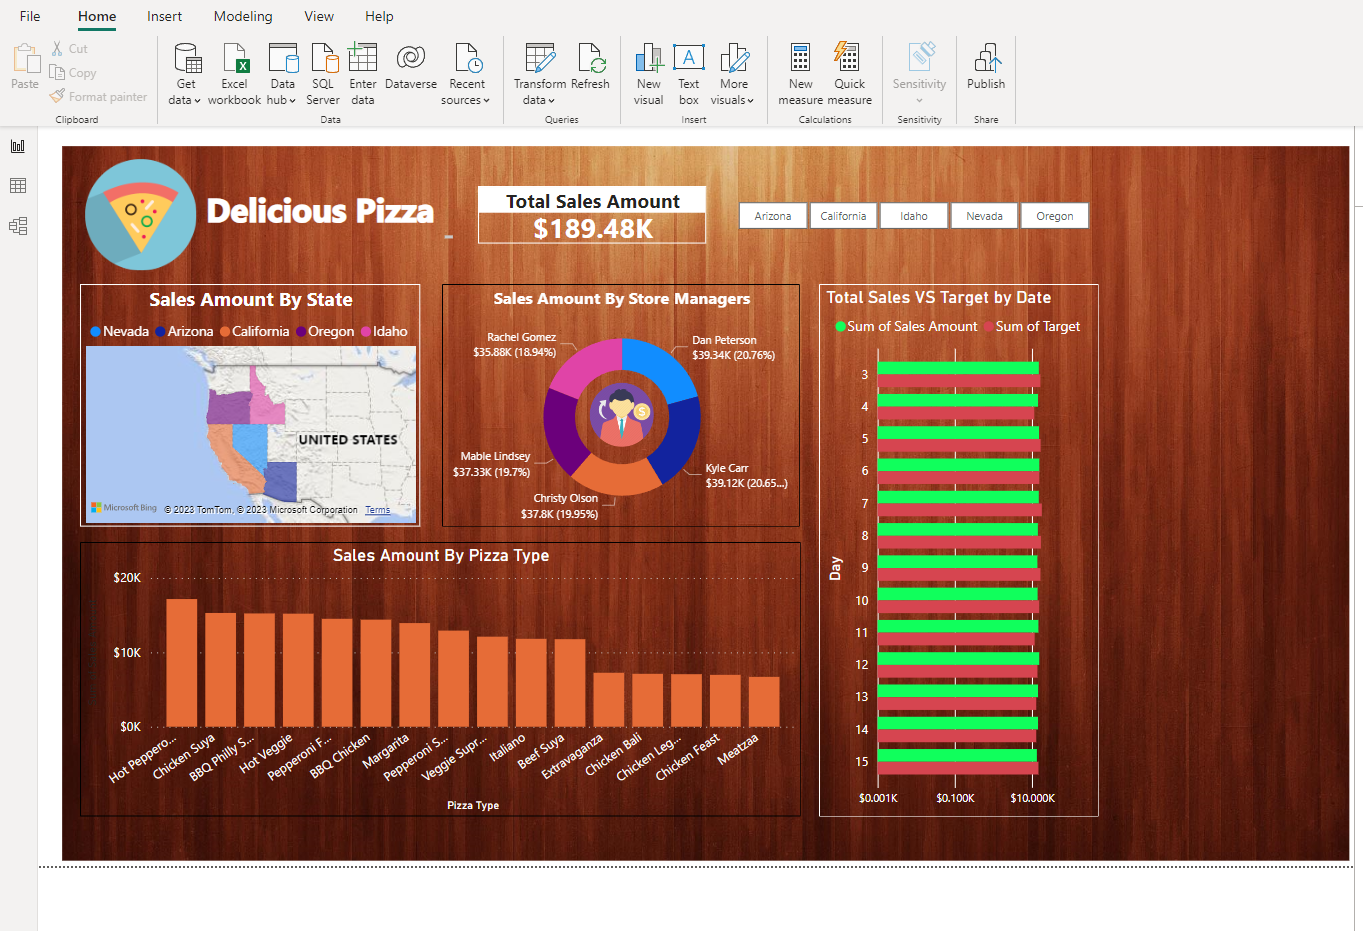 File Home Insert Modeling View Help
Paste
Cut
Copy
Format painter
Clipboard
Get data
Excel workbook
Data hub
SQL Server
Enter data
Dataverse
Recent sources
Data
Transform data
Refresh
Queries
New visual
Text box
More visuals
Insert
New measure
Quick measure
Calculations
Sensitivity
Sensitivity
Publish
Share
Delicious Pizza
Total Sales Amount
$189.48K
Arizona California Idaho Nevada Oregon
Sales Amount By State
Nevada Arizona California Oregon Idaho
UNITED STATES
Microsoft Bing © 2023 TomTom, © 2023 Microsoft Corporation Terms
Sales Amount By Store Managers
Rachel Gomez
$35.88K (18.94%)
Dan Peterson
$39.34K (20.76%)
Mable Lindsey
$37.33K (19.7%)
Kyle Carr
$39.12K (20.65...)
Christy Olson
$37.8K (19.95%)
Total Sales VS Target by Date
Sum of Sales Amount Sum of Target
Day
3
4
5
6
7
8
9
10
11
12
13
14
15
$0.001K $0.100K $10.000K
Sales Amount By Pizza Type
$20K
$10K
$0K
Hot Peppero...
Chicken Suya
BBQ Philly S...
Hot Veggie
Pepperoni F...
BBQ Chicken
Margarita
Pepperoni S...
Veggie Supr...
Italiano
Beef Suya
Extravaganza
Chicken Bali
Chicken Leg...
Chicken Feast
Meatzaa
Pizza Type